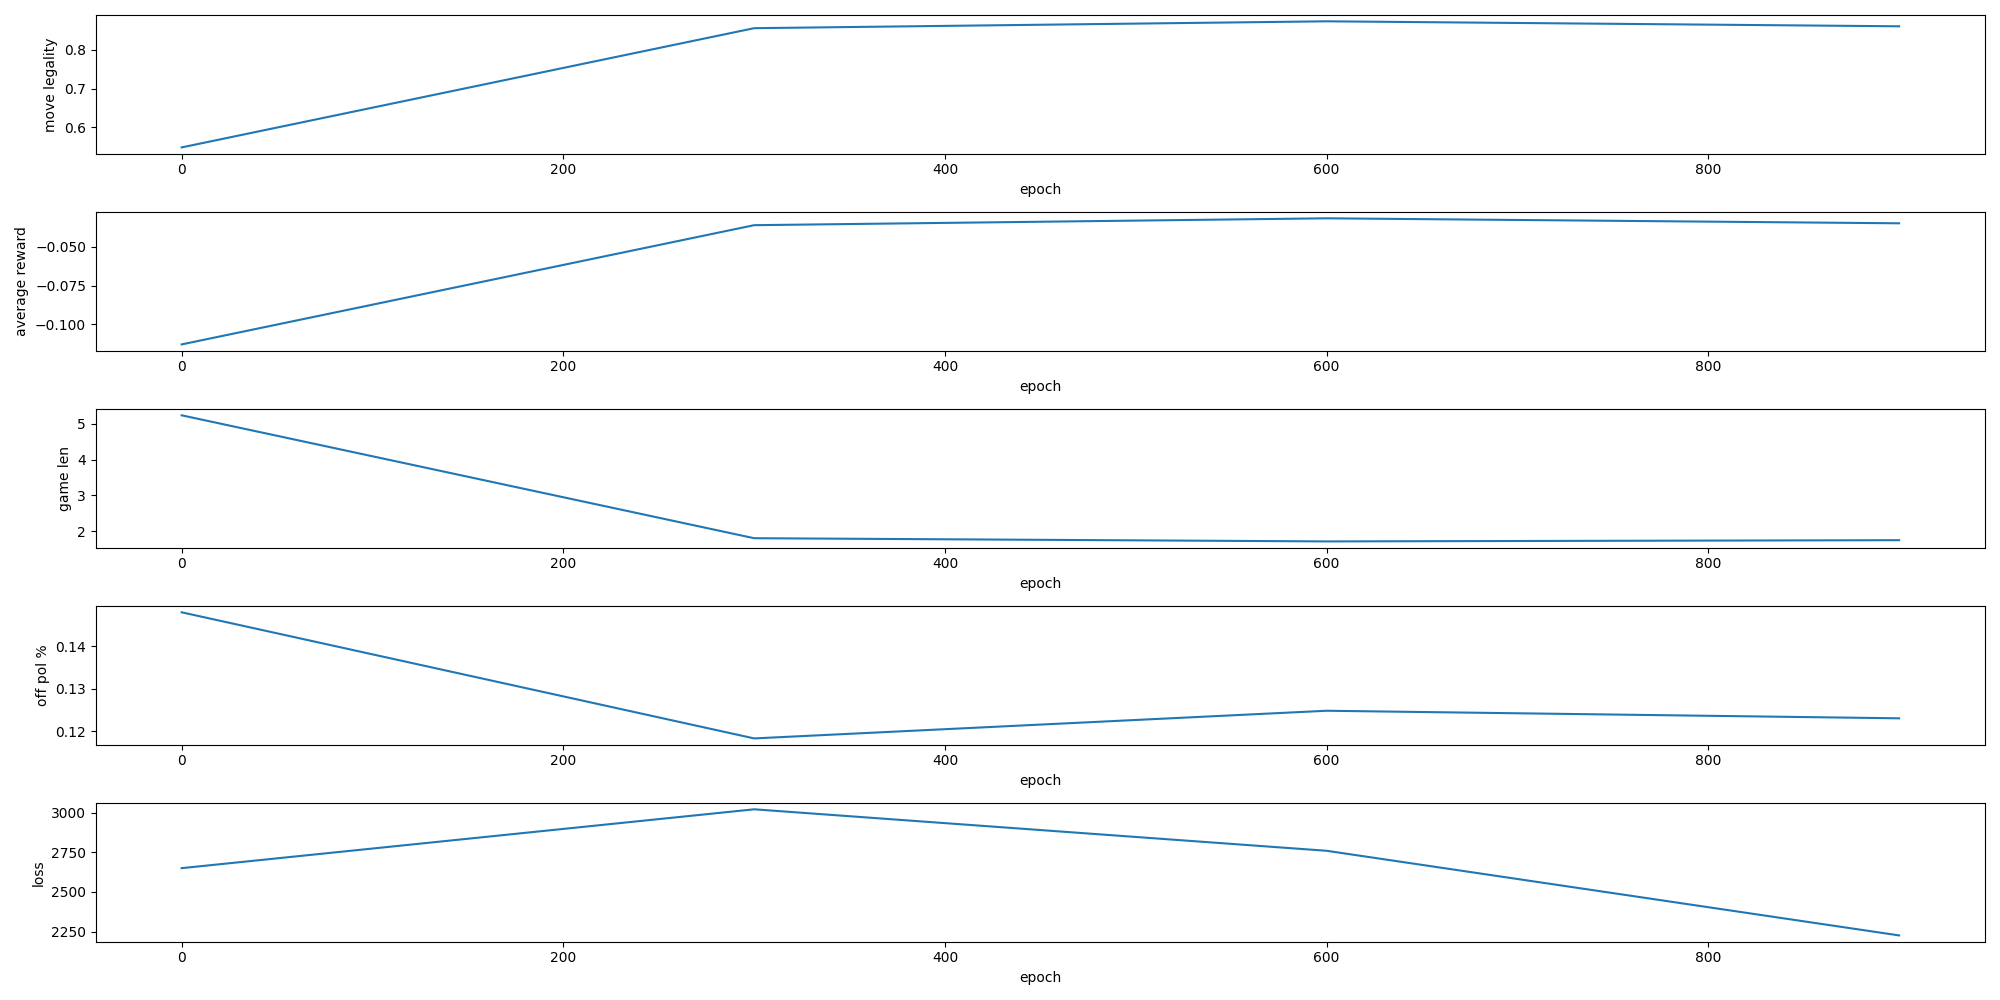 move legality
0.8
0.7
0.6
0 200 400 600 800
epoch
average reward
−0.050
−0.075
−0.100
0 200 400 600 800
epoch
game len
5
4
3
2
0 200 400 600 800
epoch
off pol %
0.14
0.13
0.12
0 200 400 600 800
epoch
loss
3000
2750
2500
2250
0 200 400 600 800
epoch